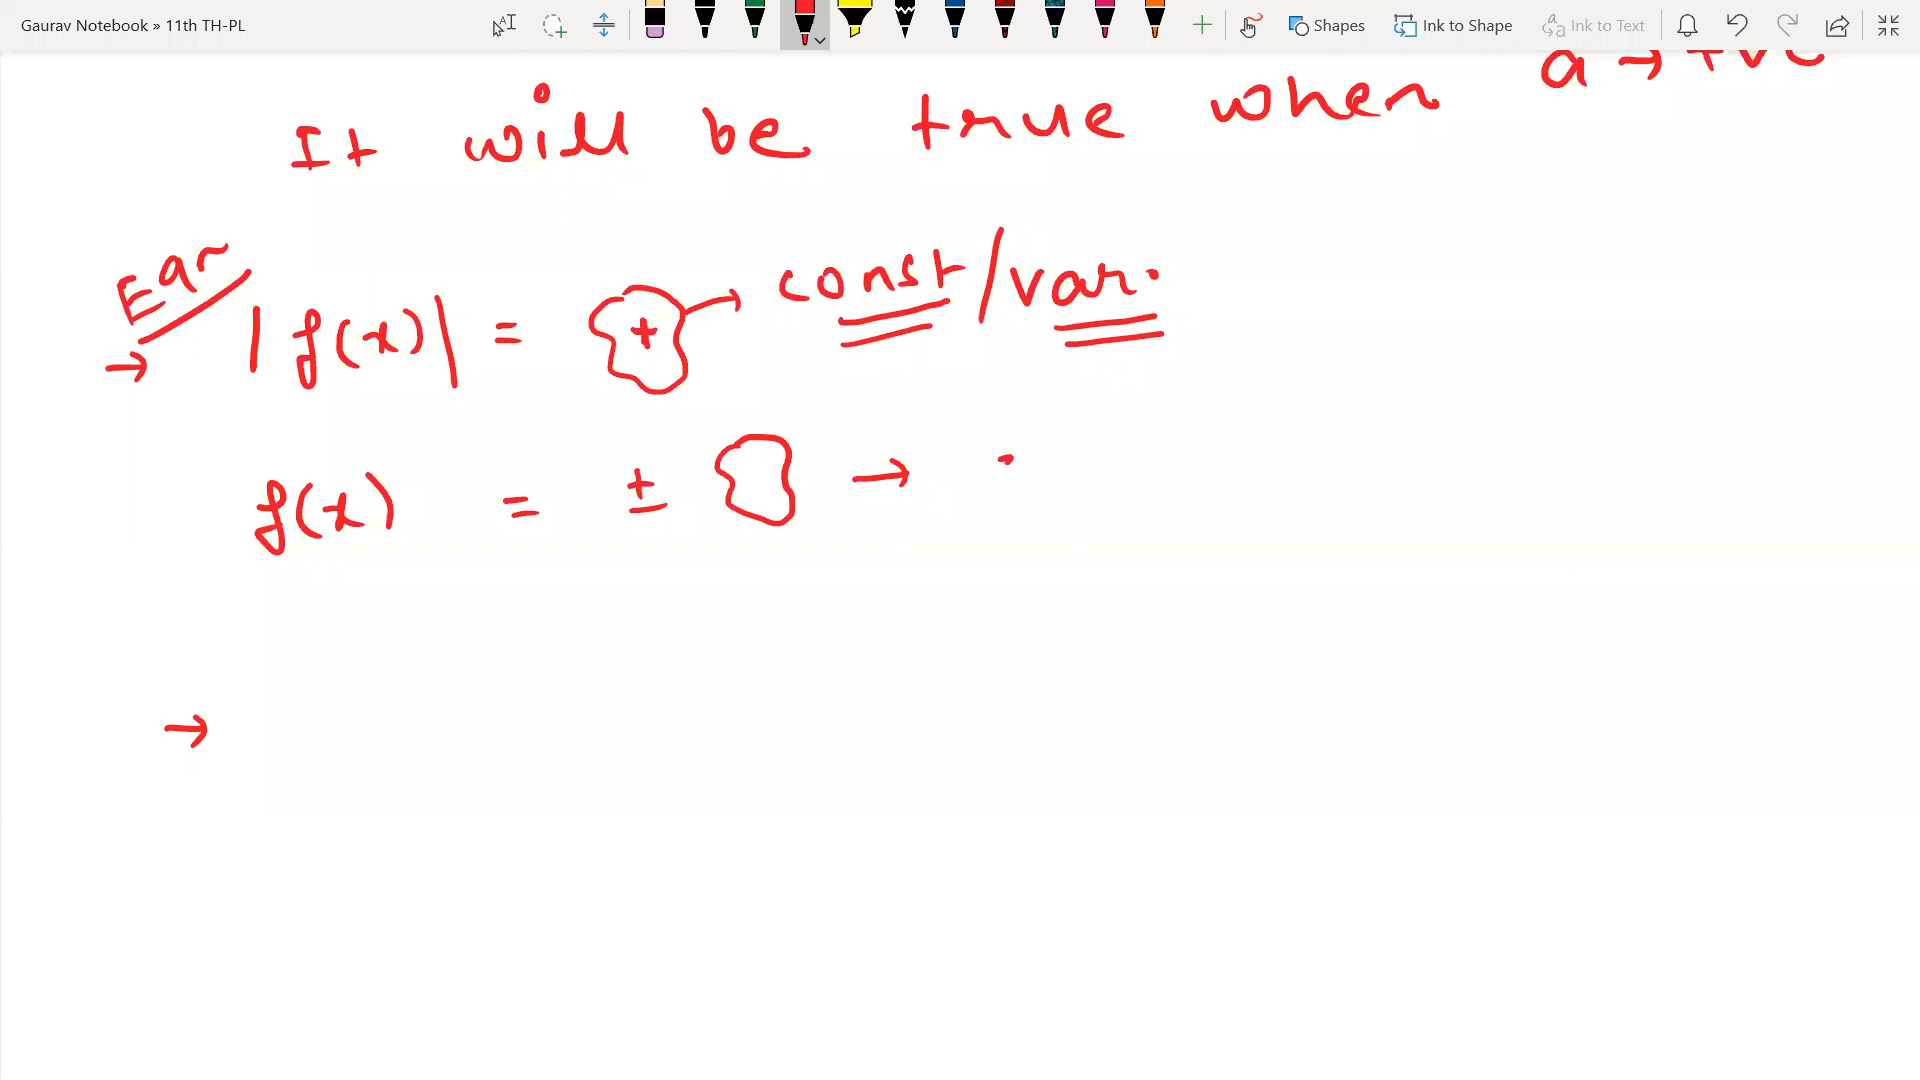 Gaurav Notebook » 11th TH-PL
Shapes Ink to Shape Ink to Text
a → +ve
It will be true when
Ear
→ |f(x)| = + → const/var.
f(x) = ± →
→